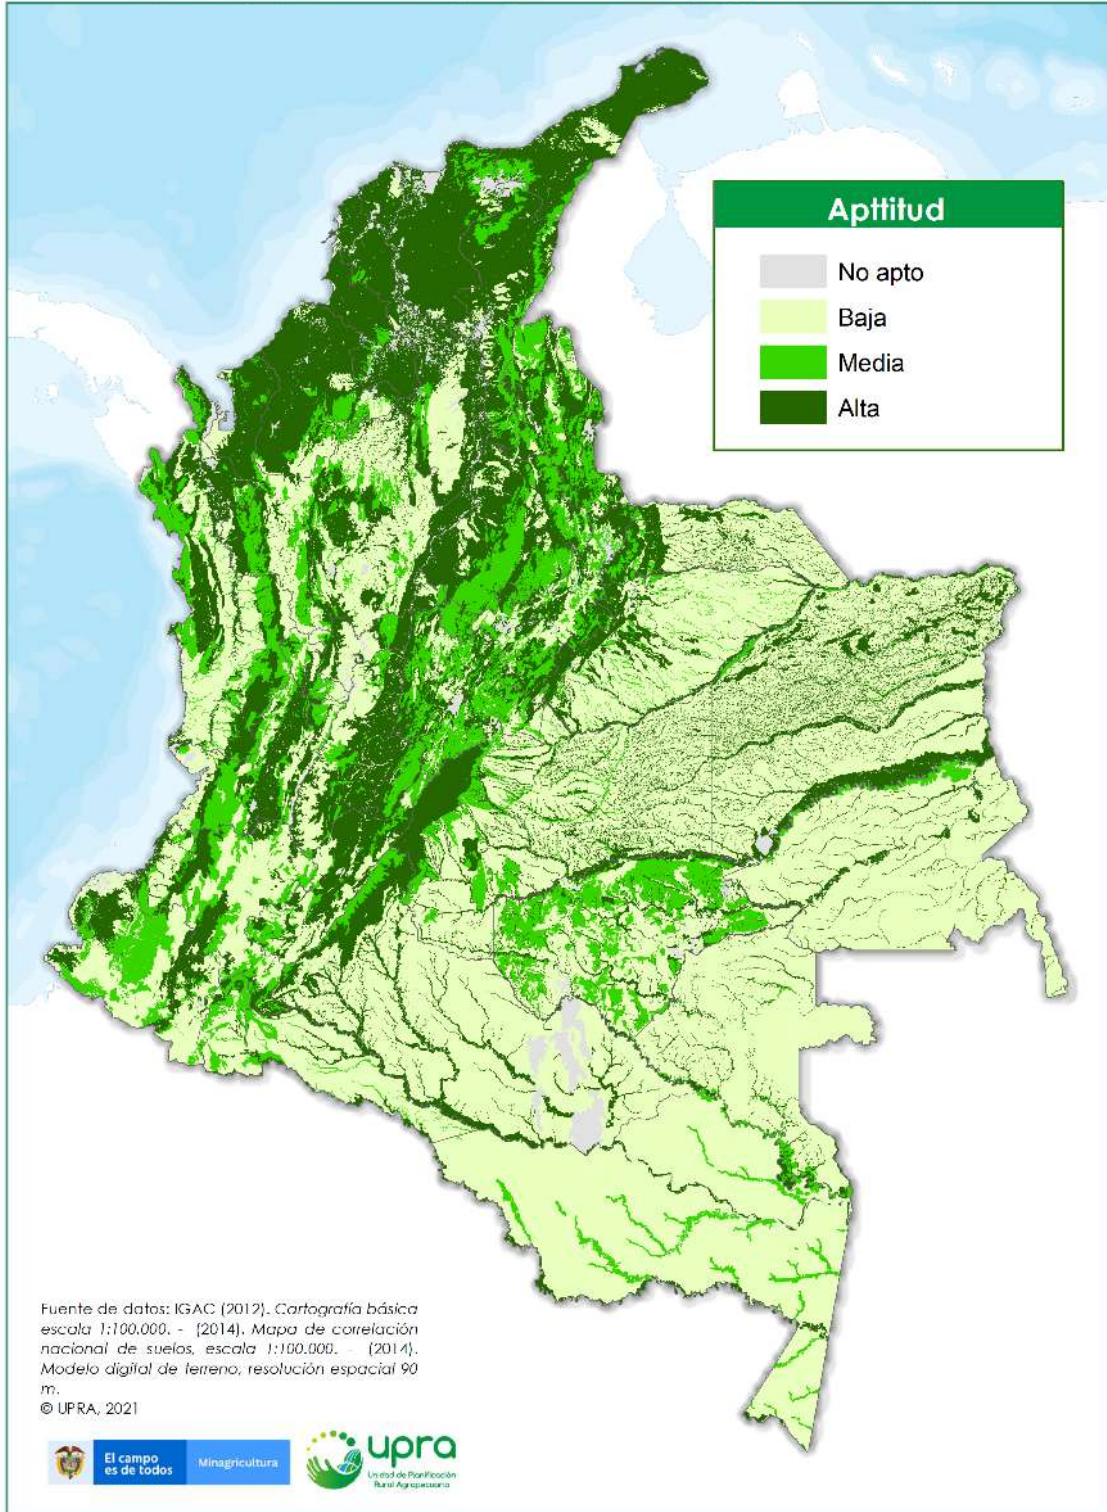 Apttitud
No apto
Baja
Media
Alta
Fuente de datos: IGAC (2012). Cartografía básica
escala 1:100.000. - (2014). Mapa de correlación
nacional de suelos, escala 1:100.000. - (2014).
Modelo digital de terreno, resolución espacial 90
m.
© UPRA, 2021
El campo
es de todos
Minagricultura
upra
Unidad de Planificación
Rural Agropecuaria